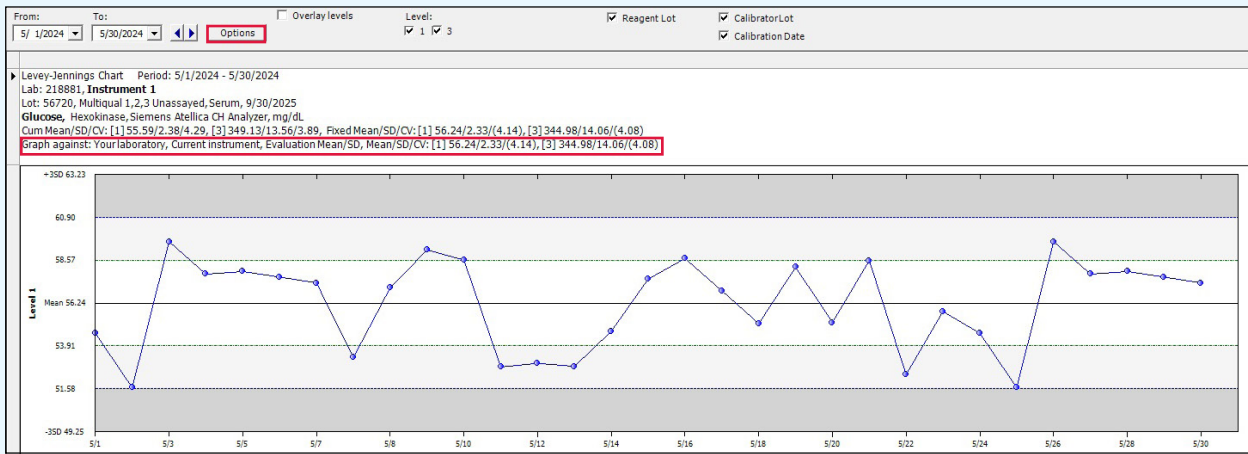 From: To: Overlay levels Level: Reagent Lot CalibratorLot
5/ 1/2024 5/30/2024 Options 1 3 Calibration Date
Levey-Jennings Chart Period: 5/1/2024 - 5/30/2024
Lab: 218881, Instrument 1
Lot: 56720, Multiqual 1,2,3 Unassayed, Serum, 9/30/2025
Glucose, Hexokinase, Siemens Atellica CH Analyzer, mg/dL
Cum Mean/SD/CV: [1] 55.59/2.38/4.29, [3] 349.13/13.56/3.89, Fixed Mean/SD/CV: [1] 56.24/2.33/(4.14), [3] 344.98/14.06/(4.08)
Graph against: Your laboratory, Current instrument, Evaluation Mean/SD, Mean/SD/CV: [1] 56.24/2.33/(4.14), [3] 344.98/14.06/(4.08)
+3SD 63.23
60.90
58.57
Level 1
Mean 56.24
53.91
51.58
-3SD 49.25
5/1 5/3 5/5 5/7 5/8 5/10 5/12 5/14 5/16 5/18 5/20 5/22 5/24 5/26 5/28 5/30